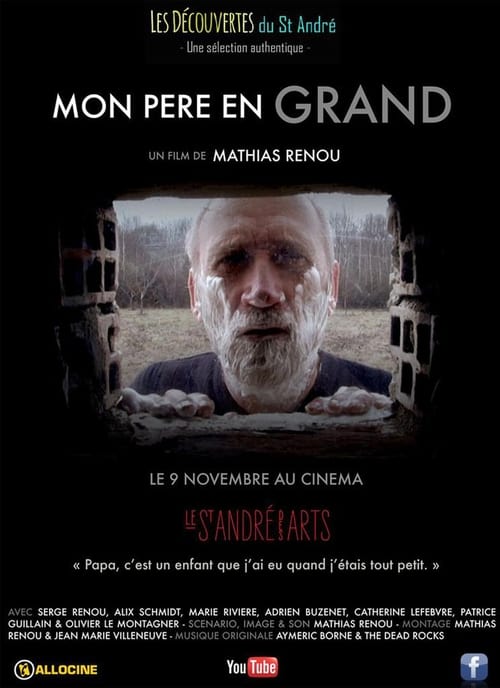 LES DÉCOUVERTES du St André
- Une sélection authentique -
MON PERE EN GRAND
UN FILM DE MATHIAS RENOU
LE 9 NOVEMBRE AU CINEMA
LE ST ANDRÉ DES ARTS
« Papa, c'est un enfant que j'ai eu quand j'étais tout petit. »
AVEC SERGE RENOU, ALIX SCHMIDT, MARIE RIVIERE, ADRIEN BUZENET, CATHERINE LEFEBVRE, PATRICE
GUILLAIN & OLIVIER LE MONTAGNER - SCENARIO, IMAGE & SON MATHIAS RENOU - MONTAGE MATHIAS
RENOU & JEAN MARIE VILLENEUVE - MUSIQUE ORIGINALE AYMERIC BORNE & THE DEAD ROCKS
ALLOCINE
YouTube
f